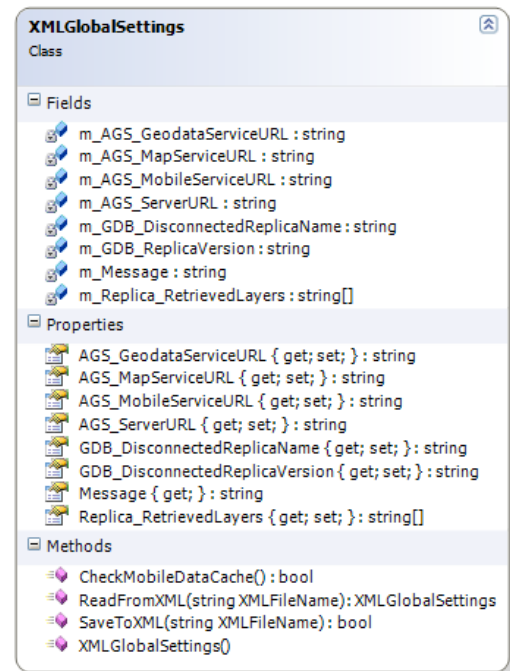 XMLGlobalSettings
Class
Fields
m_AGS_GeodataServiceURL : string
m_AGS_MapServiceURL : string
m_AGS_MobileServiceURL : string
m_AGS_ServerURL : string
m_GDB_DisconnectedReplicaName : string
m_GDB_ReplicaVersion : string
m_Message : string
m_Replica_RetrievedLayers : string[]
Properties
AGS_GeodataServiceURL { get; set; } : string
AGS_MapServiceURL { get; set; } : string
AGS_MobileServiceURL { get; set; } : string
AGS_ServerURL { get; set; } : string
GDB_DisconnectedReplicaName { get; set; } : string
GDB_DisconnectedReplicaVersion { get; set; } : string
Message { get; } : string
Replica_RetrievedLayers { get; set; } : string[]
Methods
CheckMobileDataCache() : bool
ReadFromXML(string XMLFileName) : XMLGlobalSettings
SaveToXML(string XMLFileName) : bool
XMLGlobalSettings()